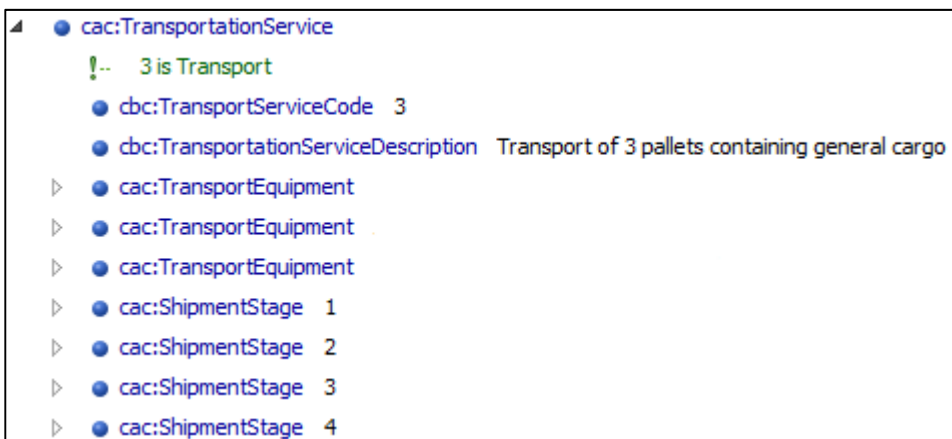 cac:TransportationService
!-- 3 is Transport
cbc:TransportServiceCode 3
cbc:TransportationServiceDescription Transport of 3 pallets containing general cargo
cac:TransportEquipment
cac:TransportEquipment
cac:TransportEquipment
cac:ShipmentStage 1
cac:ShipmentStage 2
cac:ShipmentStage 3
cac:ShipmentStage 4